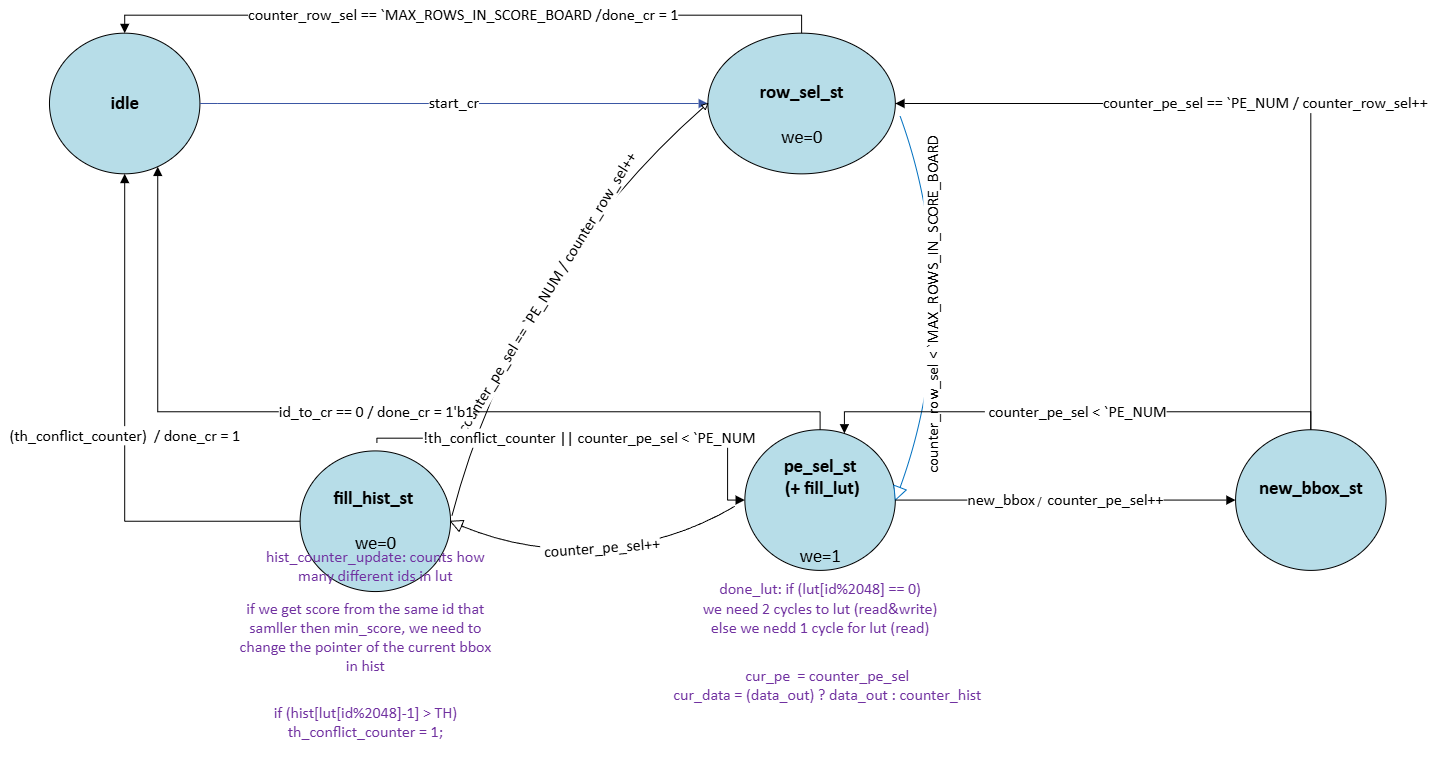 counter_row_sel == `MAX_ROWS_IN_SCORE_BOARD /done_cr = 1
idle
start_cr
row_sel_st
we=0
counter_pe_sel == `PE_NUM / counter_row_sel++
counter_pe_sel == `PE_NUM / counter_row_sel++
counter_row_sel < `MAX_ROWS_IN_SCORE_BOARD
id_to_cr == 0 / done_cr = 1'b1
counter_pe_sel < `PE_NUM
(th_conflict_counter)  / done_cr = 1
!th_conflict_counter || counter_pe_sel < `PE_NUM
fill_hist_st
we=0
pe_sel_st
(+ fill_lut)
we=1
new_bbox / counter_pe_sel++
new_bbox_st
counter_pe_sel++
hist_counter_update: counts how
many different ids in lut
if we get score from the same id that
samller then min_score, we need to
change the pointer of the current bbox
in hist
if (hist[lut[id%2048]-1] > TH)
th_conflict_counter = 1;
done_lut: if (lut[id%2048] == 0)
we need 2 cycles to lut (read&write)
else we nedd 1 cycle for lut (read)
cur_pe  = counter_pe_sel
cur_data = (data_out) ? data_out : counter_hist